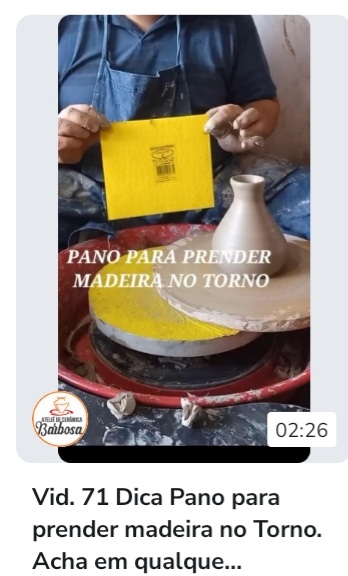 PANO PARA PRENDER
MADEIRA NO TORNO
ATELIÊ DE CERÂMICA
Barbosa
02:26
Vid. 71 Dica Pano para
prender madeira no Torno.
Acha em qualque...